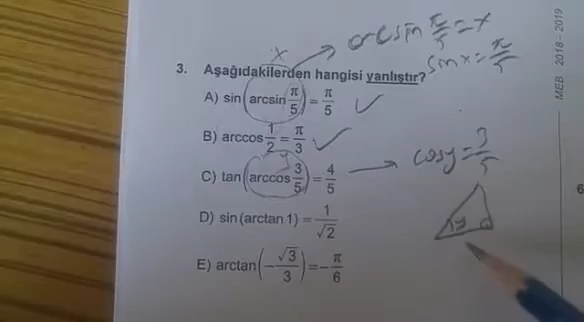 x
arcsin π/5 = x
sin x = π/5
3. Aşağıdakilerden hangisi yanlıştır?
A) sin(arcsin π/5) = π/5 ✓
B) arccos 1/2 = π/3 ✓
y
C) tan(arccos 3/5) = 4/5
cos y = 3/5
D) sin(arctan 1) = 1/√2
y
E) arctan(-√3/3) = -π/6
MEB 2018 - 2019
6